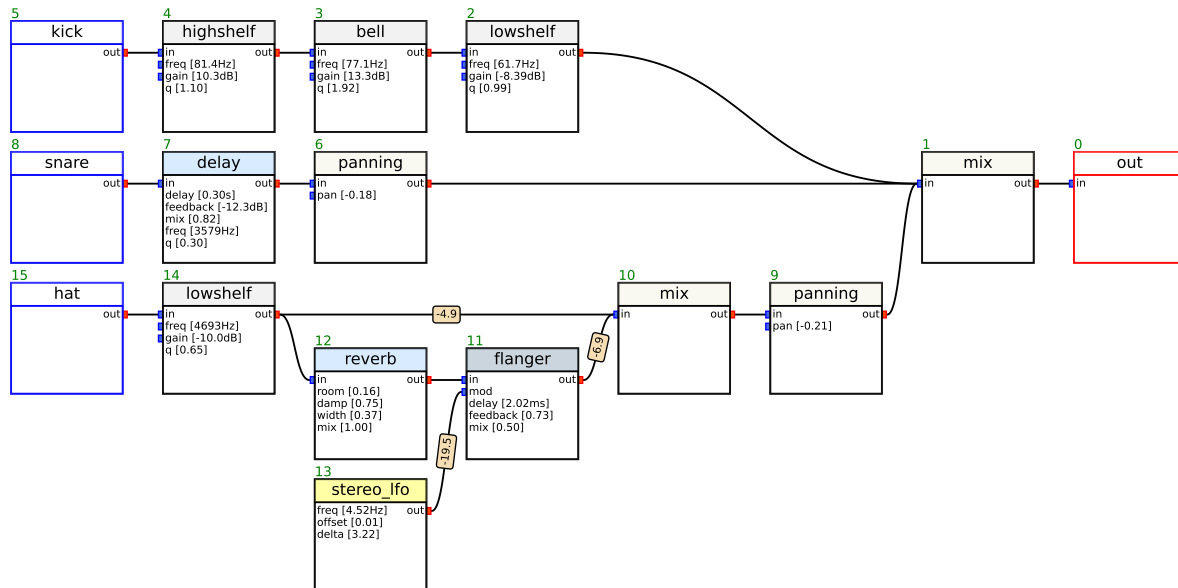 5
kick
out
4
highshelf
in out
freq [81.4Hz]
gain [10.3dB]
q [1.10]
3
bell
in out
freq [77.1Hz]
gain [13.3dB]
q [1.92]
2
lowshelf
in out
freq [61.7Hz]
gain [-8.39dB]
q [0.99]
8
snare
out
7
delay
in out
delay [0.30s]
feedback [-12.3dB]
mix [0.82]
freq [3579Hz]
q [0.30]
6
panning
in out
pan [-0.18]
1
mix
in out
0
out
in
15
hat
out
14
lowshelf
in out
freq [4693Hz]
gain [-10.0dB]
q [0.65]
-4.9
10
mix
in out
9
panning
in out
pan [-0.21]
12
reverb
in out
room [0.16]
damp [0.75]
width [0.37]
mix [1.00]
11
flanger
in out
mod
delay [2.02ms]
feedback [0.73]
mix [0.50]
-6.9
-19.5
13
stereo_lfo
freq [4.52Hz] out
offset [0.01]
delta [3.22]